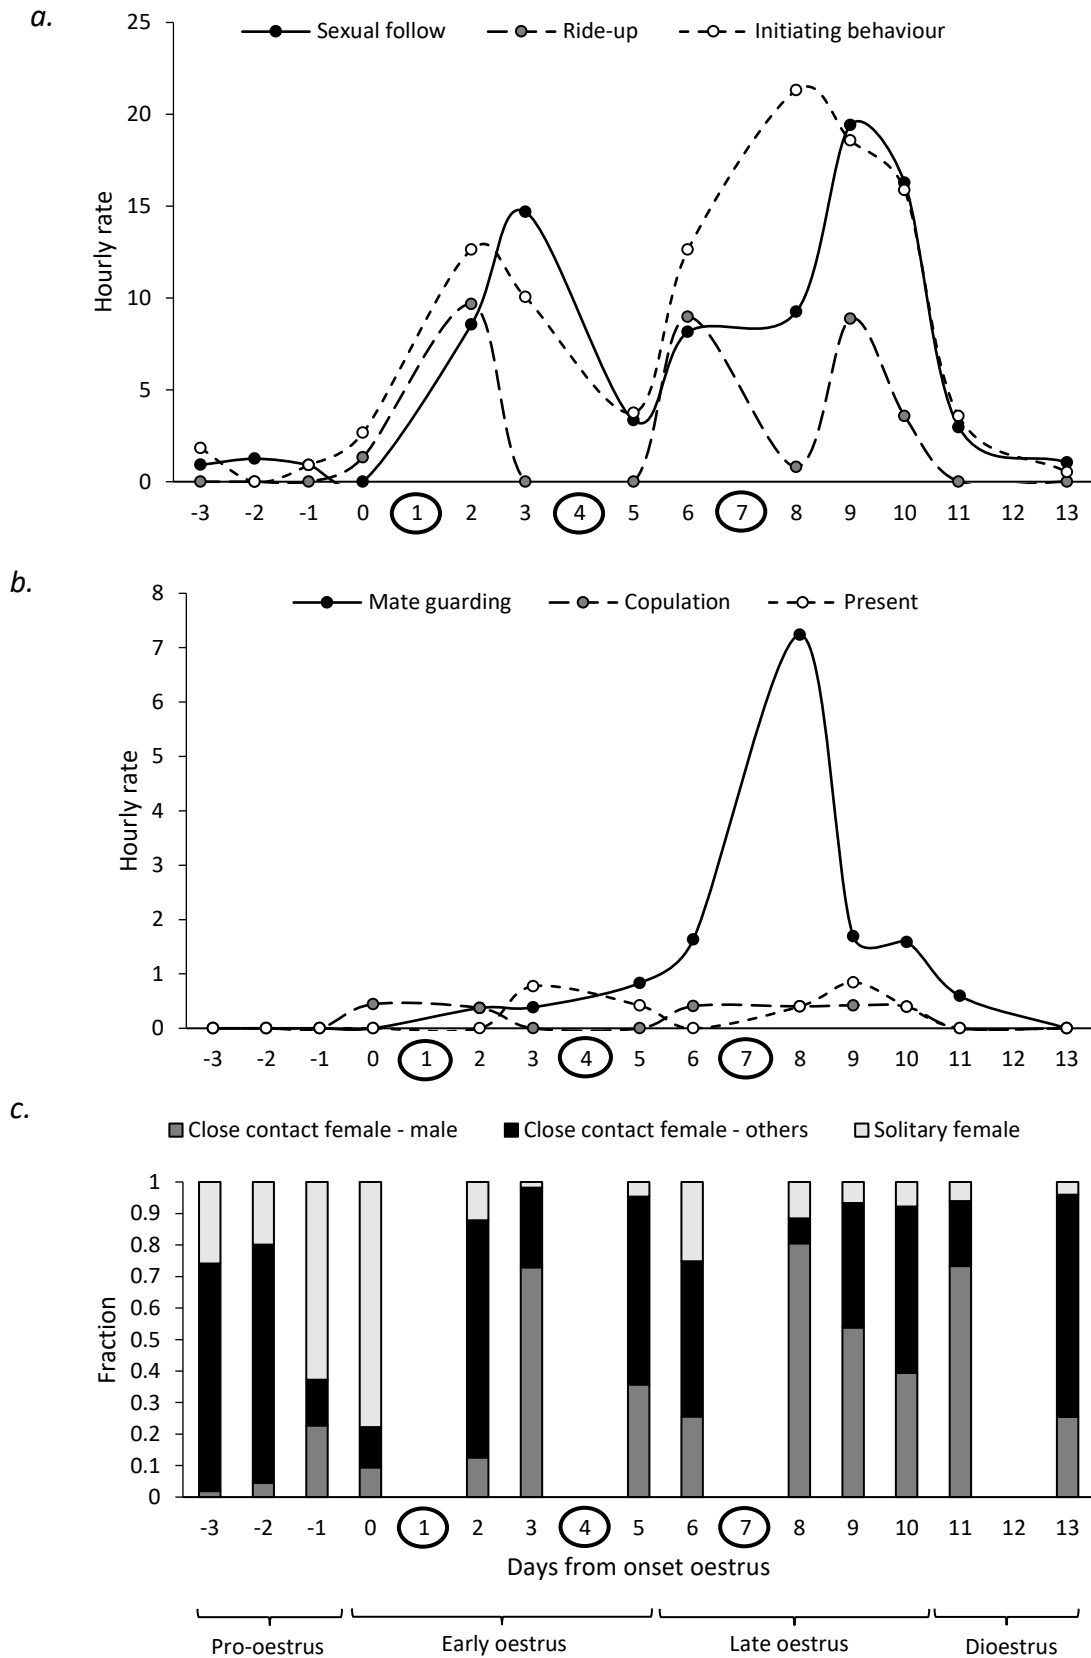 a.
Sexual follow Ride-up Initiating behaviour
25
20
15
10
5
0
Hourly rate
-3 -2 -1 0 1 2 3 4 5 6 7 8 9 10 11 12 13
b.
Mate guarding Copulation Present
8
7
6
5
4
3
2
1
0
Hourly rate
-3 -2 -1 0 1 2 3 4 5 6 7 8 9 10 11 12 13
c.
Close contact female - male Close contact female - others Solitary female
1
0.9
0.8
0.7
0.6
0.5
0.4
0.3
0.2
0.1
0
Fraction
-3 -2 -1 0 1 2 3 4 5 6 7 8 9 10 11 12 13
Days from onset oestrus
Pro-oestrus Early oestrus Late oestrus Dioestrus